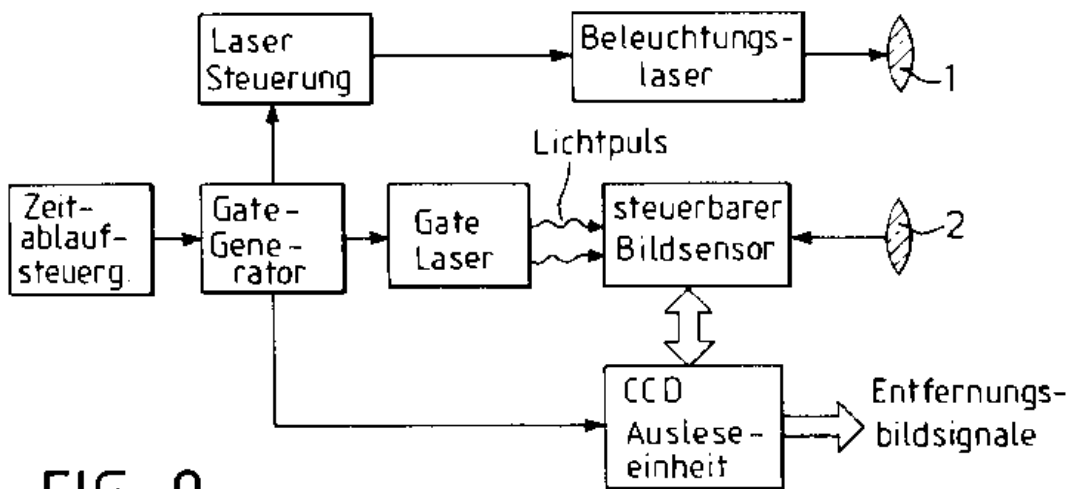 Laser
Steuerung
Beleuchtungs-
laser
1
Lichtpuls
Zeit-
ablauf-
steuerg.
Gate-
Gene-
rator
Gate
Laser
steuerbarer
Bildsensor
2
CCD
Auslese-
einheit
Entfernungs-
bildsignale